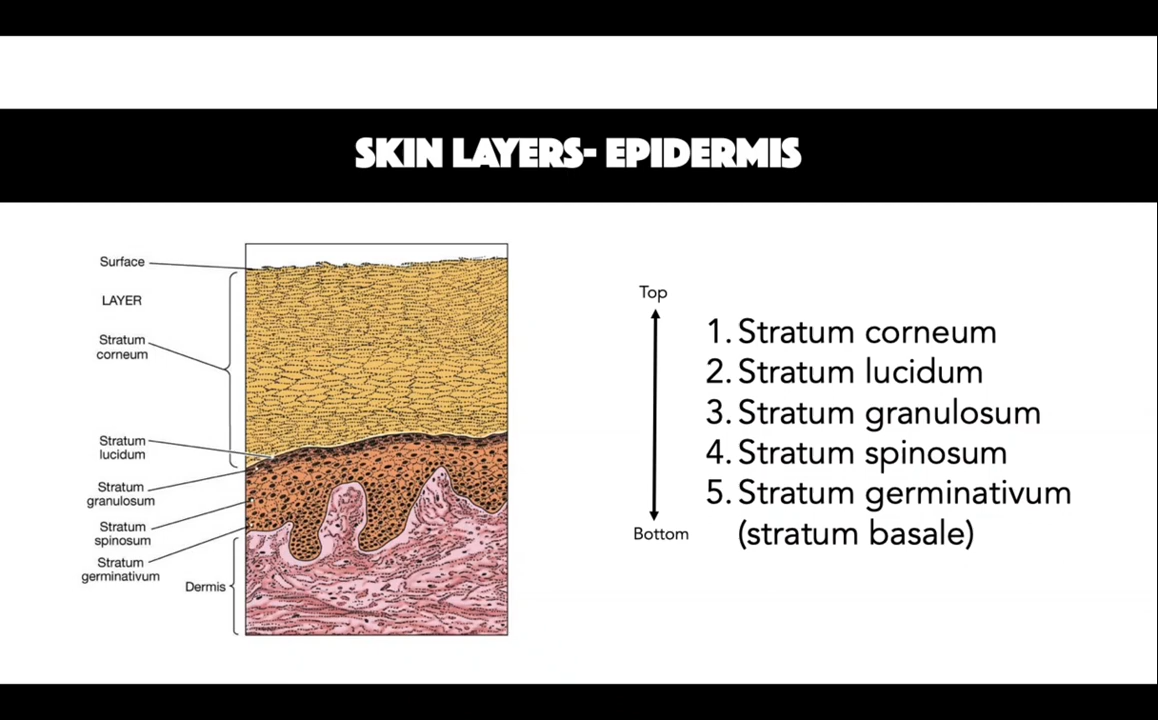 SKIN LAYERS- EPIDERMIS
Surface
LAYER
Stratum
corneum
Stratum
lucidum
Stratum
granulosum
Stratum
spinosum
Stratum
germinativum
Dermis
Top
1. Stratum corneum
2. Stratum lucidum
3. Stratum granulosum
4. Stratum spinosum
5. Stratum germinativum
(stratum basale)
Bottom